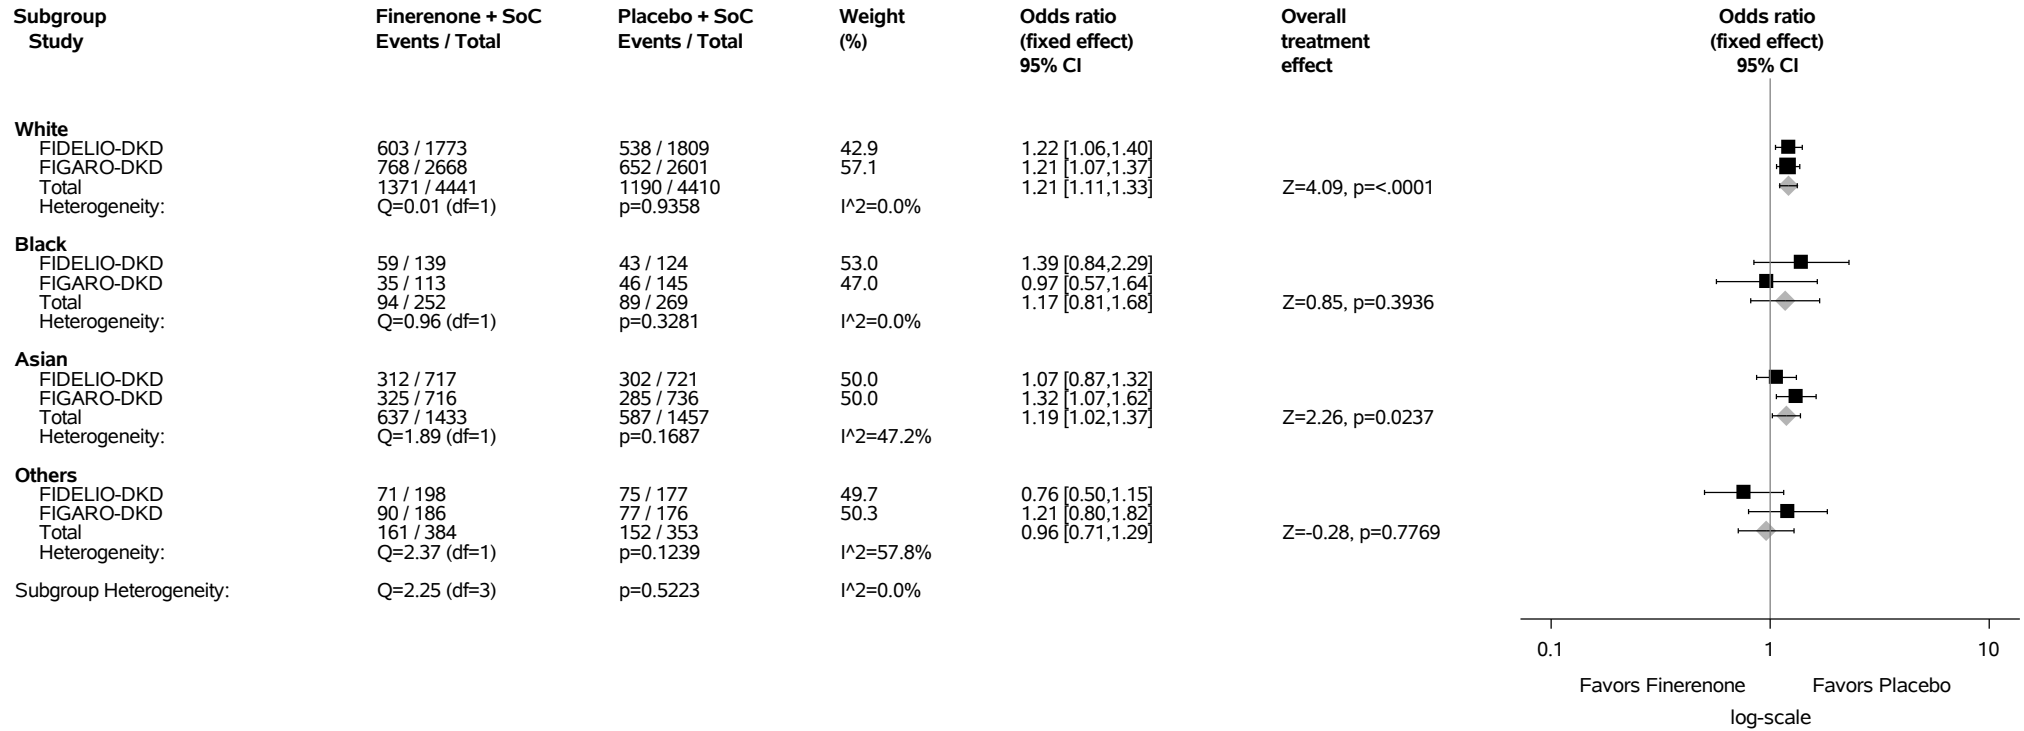 Subgroup Finerenone + SoC Placebo + SoC Weight Odds ratio Overall Odds ratio
Study Events / Total Events / Total (%) (fixed effect) treatment (fixed effect)
95% CI effect 95% CI
White
FIDELIO-DKD 603 / 1773 538 / 1809 42.9 1.22 [1.06,1.40]
FIGARO-DKD 768 / 2668 652 / 2601 57.1 1.21 [1.07,1.37]
Total 1371 / 4441 1190 / 4410 1.21 [1.11,1.33] Z=4.09, p=<.0001
Heterogeneity: Q=0.01 (df=1) p=0.9358 I^2=0.0%
Black
FIDELIO-DKD 59 / 139 43 / 124 53.0 1.39 [0.84,2.29]
FIGARO-DKD 35 / 113 46 / 145 47.0 0.97 [0.57,1.64]
Total 94 / 252 89 / 269 1.17 [0.81,1.68] Z=0.85, p=0.3936
Heterogeneity: Q=0.96 (df=1) p=0.3281 I^2=0.0%
Asian
FIDELIO-DKD 312 / 717 302 / 721 50.0 1.07 [0.87,1.32]
FIGARO-DKD 325 / 716 285 / 736 50.0 1.32 [1.07,1.62]
Total 637 / 1433 587 / 1457 1.19 [1.02,1.37] Z=2.26, p=0.0237
Heterogeneity: Q=1.89 (df=1) p=0.1687 I^2=47.2%
Others
FIDELIO-DKD 71 / 198 75 / 177 49.7 0.76 [0.50,1.15]
FIGARO-DKD 90 / 186 77 / 176 50.3 1.21 [0.80,1.82]
Total 161 / 384 152 / 353 0.96 [0.71,1.29] Z=-0.28, p=0.7769
Heterogeneity: Q=2.37 (df=1) p=0.1239 I^2=57.8%
Subgroup Heterogeneity: Q=2.25 (df=3) p=0.5223 I^2=0.0%
0.1 1 10
Favors Finerenone Favors Placebo
log-scale